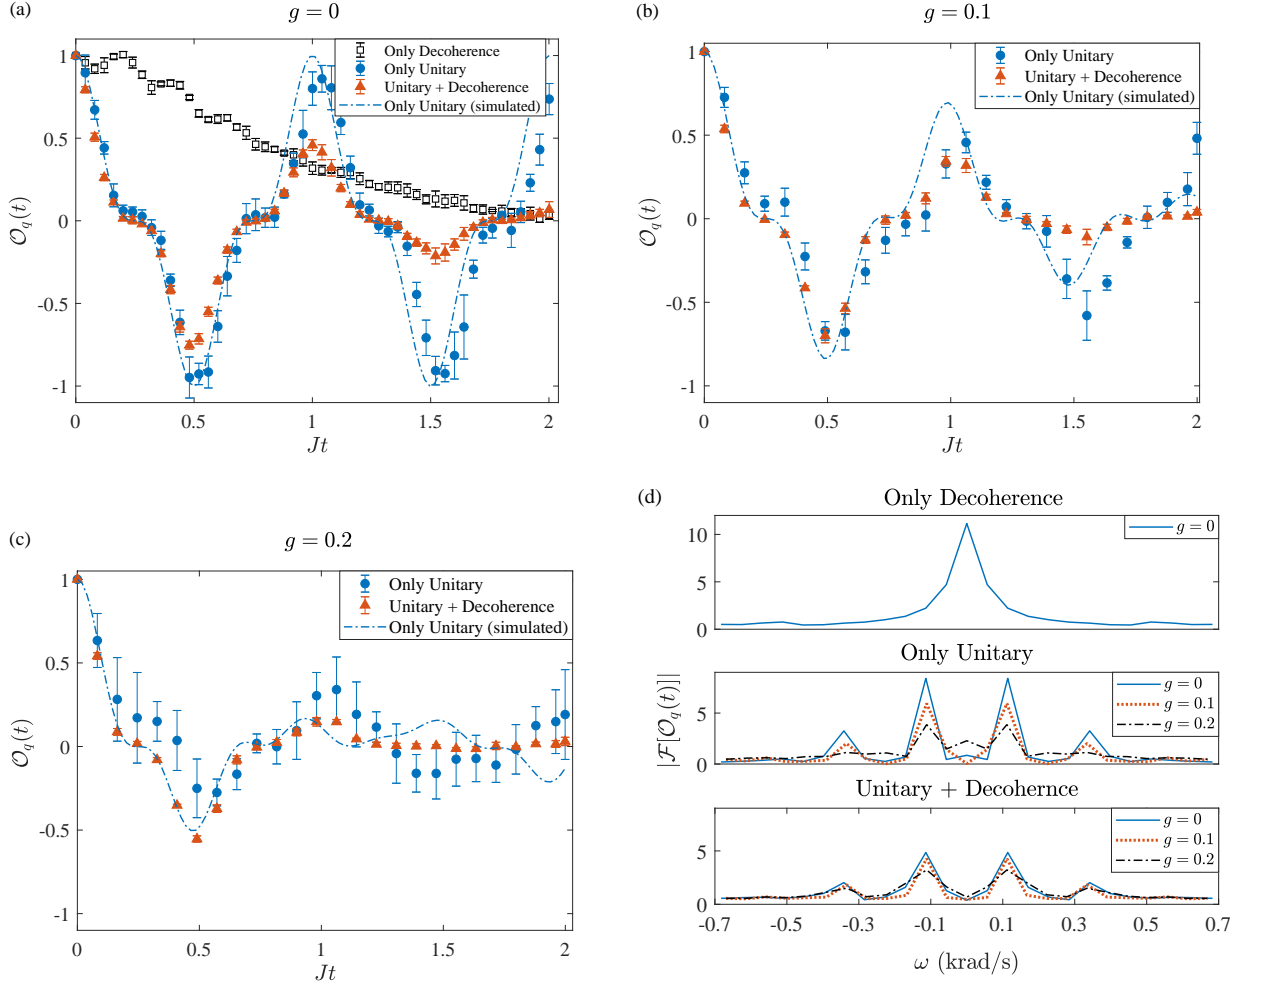 (a)
g = 0
Only Decoherence
Only Unitary
Unitary + Decoherence
Only Unitary (simulated)
1
0.5
0
-0.5
-1
𝒪q(t)
0
0.5
1
1.5
2
Jt
(b)
g = 0.1
Only Unitary
Unitary + Decoherence
Only Unitary (simulated)
1
0.5
0
-0.5
-1
𝒪q(t)
0
0.5
1
1.5
2
Jt
(c)
g = 0.2
Only Unitary
Unitary + Decoherence
Only Unitary (simulated)
1
0.5
0
-0.5
-1
𝒪q(t)
0
0.5
1
1.5
2
Jt
(d)
Only Decoherence
g = 0
10
5
0
Only Unitary
g = 0
g = 0.1
g = 0.2
5
0
|ℱ[𝒪q(t)]|
Unitary + Decohernce
g = 0
g = 0.1
g = 0.2
5
0
-0.7
-0.5
-0.3
-0.1
0.1
0.3
0.5
0.7
ω (krad/s)